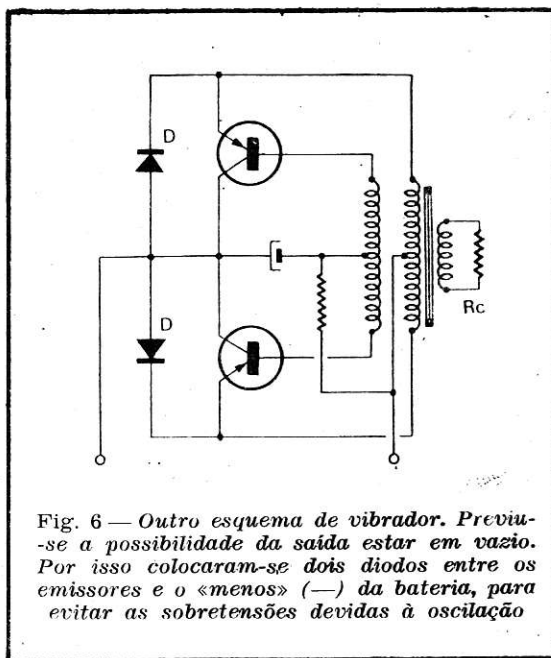 D
D
Rc
Fig. 6 — Outro esquema de vibrador. Previu-
-se a possibilidade da saída estar em vazio.
Por isso colocaram-se dois diodos entre os
emissores e o «menos» (—) da bateria, para
evitar as sobretensões devidas à oscilação